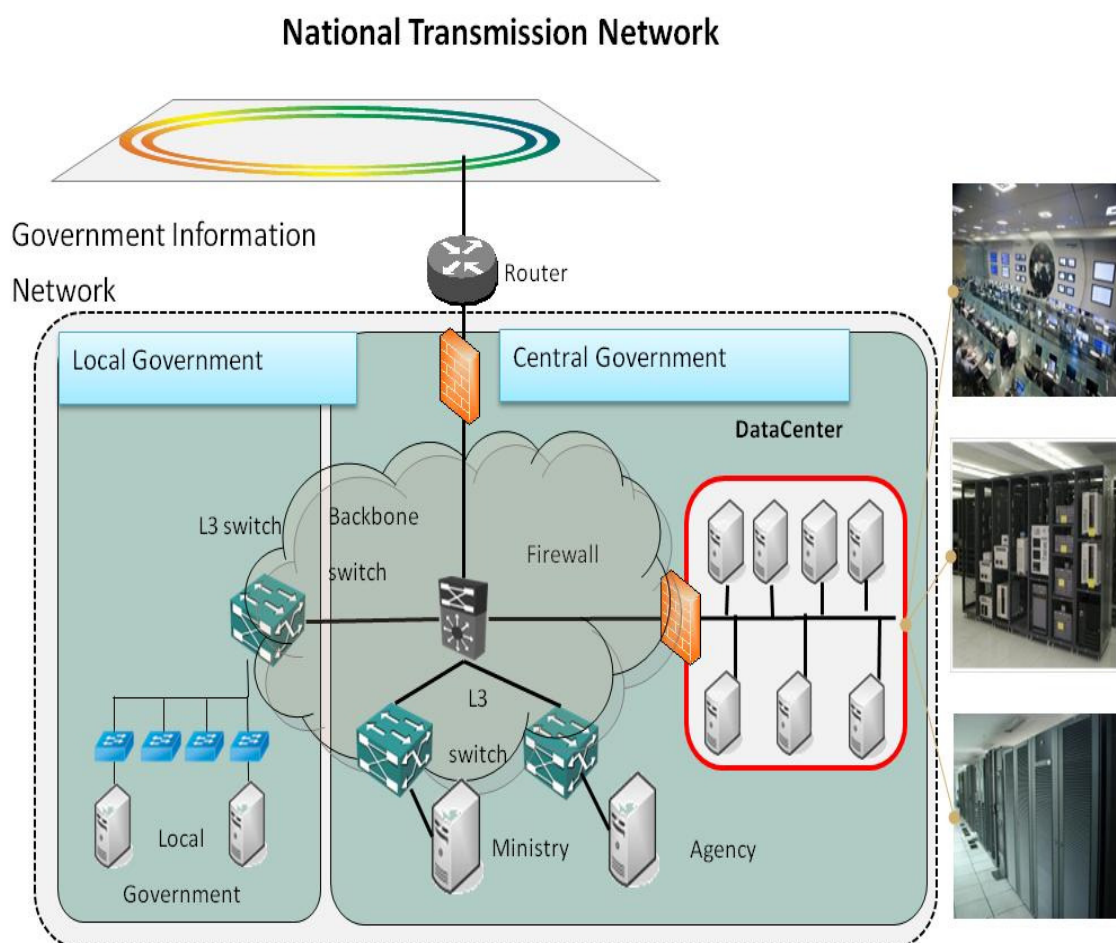 National Transmission Network
Government Information
Network
Router
Local Government
Central Government
DataCenter
L3 switch
Backbone
switch
Firewall
L3
switch
Local
Government
Ministry
Agency